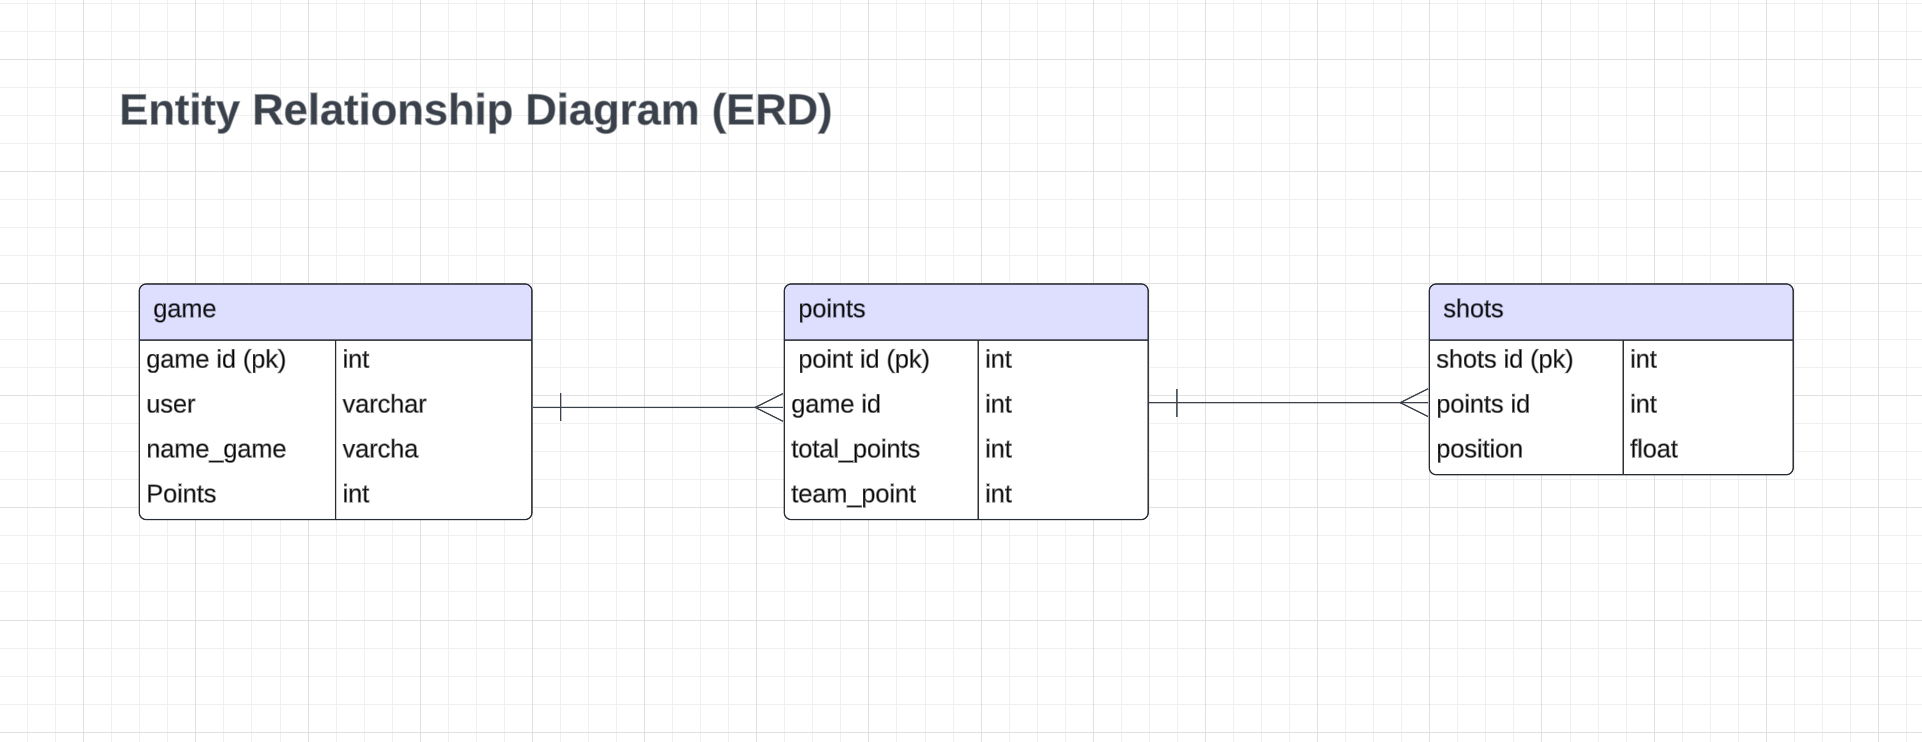 Entity Relationship Diagram (ERD)
game
game id (pk) int
user varchar
name_game varcha
Points int
points
point id (pk) int
game id int
total_points int
team_point int
shots
shots id (pk) int
points id int
position float